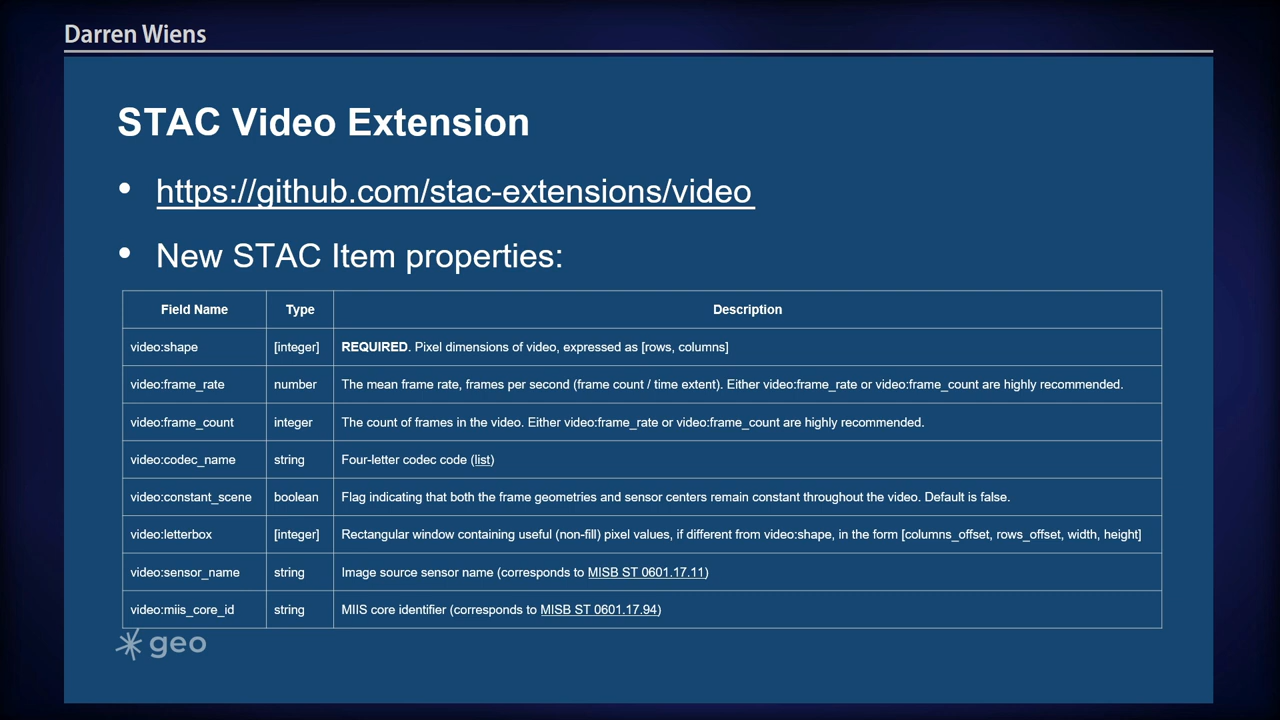 Darren Wiens
STAC Video Extension
• https://github.com/stac-extensions/video
• New STAC Item properties:
Field Name Type Description
video:shape [integer] REQUIRED. Pixel dimensions of video, expressed as [rows, columns]
video:frame_rate number The mean frame rate, frames per second (frame count / time extent). Either video:frame_rate or video:frame_count are highly recommended.
video:frame_count integer The count of frames in the video. Either video:frame_rate or video:frame_count are highly recommended.
video:codec_name string Four-letter codec code (list)
video:constant_scene boolean Flag indicating that both the frame geometries and sensor centers remain constant throughout the video. Default is false.
video:letterbox [integer] Rectangular window containing useful (non-fill) pixel values, if different from video:shape, in the form [columns_offset, rows_offset, width, height]
video:sensor_name string Image source sensor name (corresponds to MISB ST 0601.17.11)
video:miis_core_id string MIIS core identifier (corresponds to MISB ST 0601.17.94)
geo